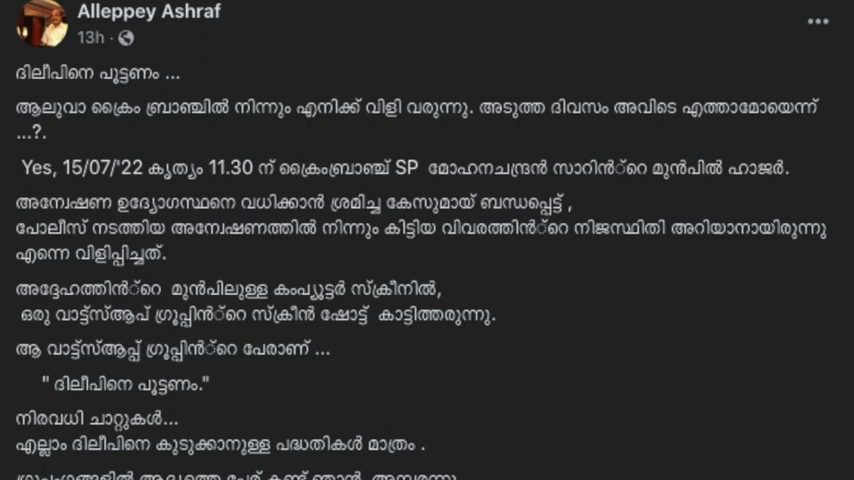 Alleppey Ashraf
13h ·
ദിലീപിനെ പൂട്ടണം ...
ആലുവാ ക്രൈം ബ്രാഞ്ചിൽ നിന്നും എനിക്ക് വിളി വരുന്നു. അടുത്ത ദിവസം അവിടെ എത്താമോയെന്ന്
...?.
Yes, 15/07/'22 കൃത്യം 11.30 ന് ക്രൈംബ്രാഞ്ച് SP മോഹനചന്ദ്രൻ സാറിൻ്റെ മുൻപിൽ ഹാജർ.
അന്വേഷണ ഉദ്യോഗസ്ഥനെ വധിക്കാൻ ശ്രമിച്ച കേസുമായ് ബന്ധപ്പെട്ട് ,
പോലീസ് നടത്തിയ അന്വേഷണത്തിൽ നിന്നും കിട്ടിയ വിവരത്തിൻ്റെ നിജസ്ഥിതി അറിയാനായിരുന്നു
എന്നെ വിളിപ്പിച്ചത്.
അദ്ദേഹത്തിൻ്റെ മുൻപിലുള്ള കംപ്യൂട്ടർ സ്ക്രീനിൽ,
ഒരു വാട്ട്സ്ആപ് ഗ്രൂപ്പിൻ്റെ സ്ക്രീൻ ഷോട്ട് കാട്ടിത്തരുന്നു.
ആ വാട്ട്സ്ആപ്പ് ഗ്രൂപ്പിൻ്റെ പേരാണ് ...
" ദിലീപിനെ പൂട്ടണം."
നിരവധി ചാറ്റുകൾ...
എല്ലാം ദിലീപിനെ കുടുക്കാനുള്ള പദ്ധതികൾ മാത്രം .